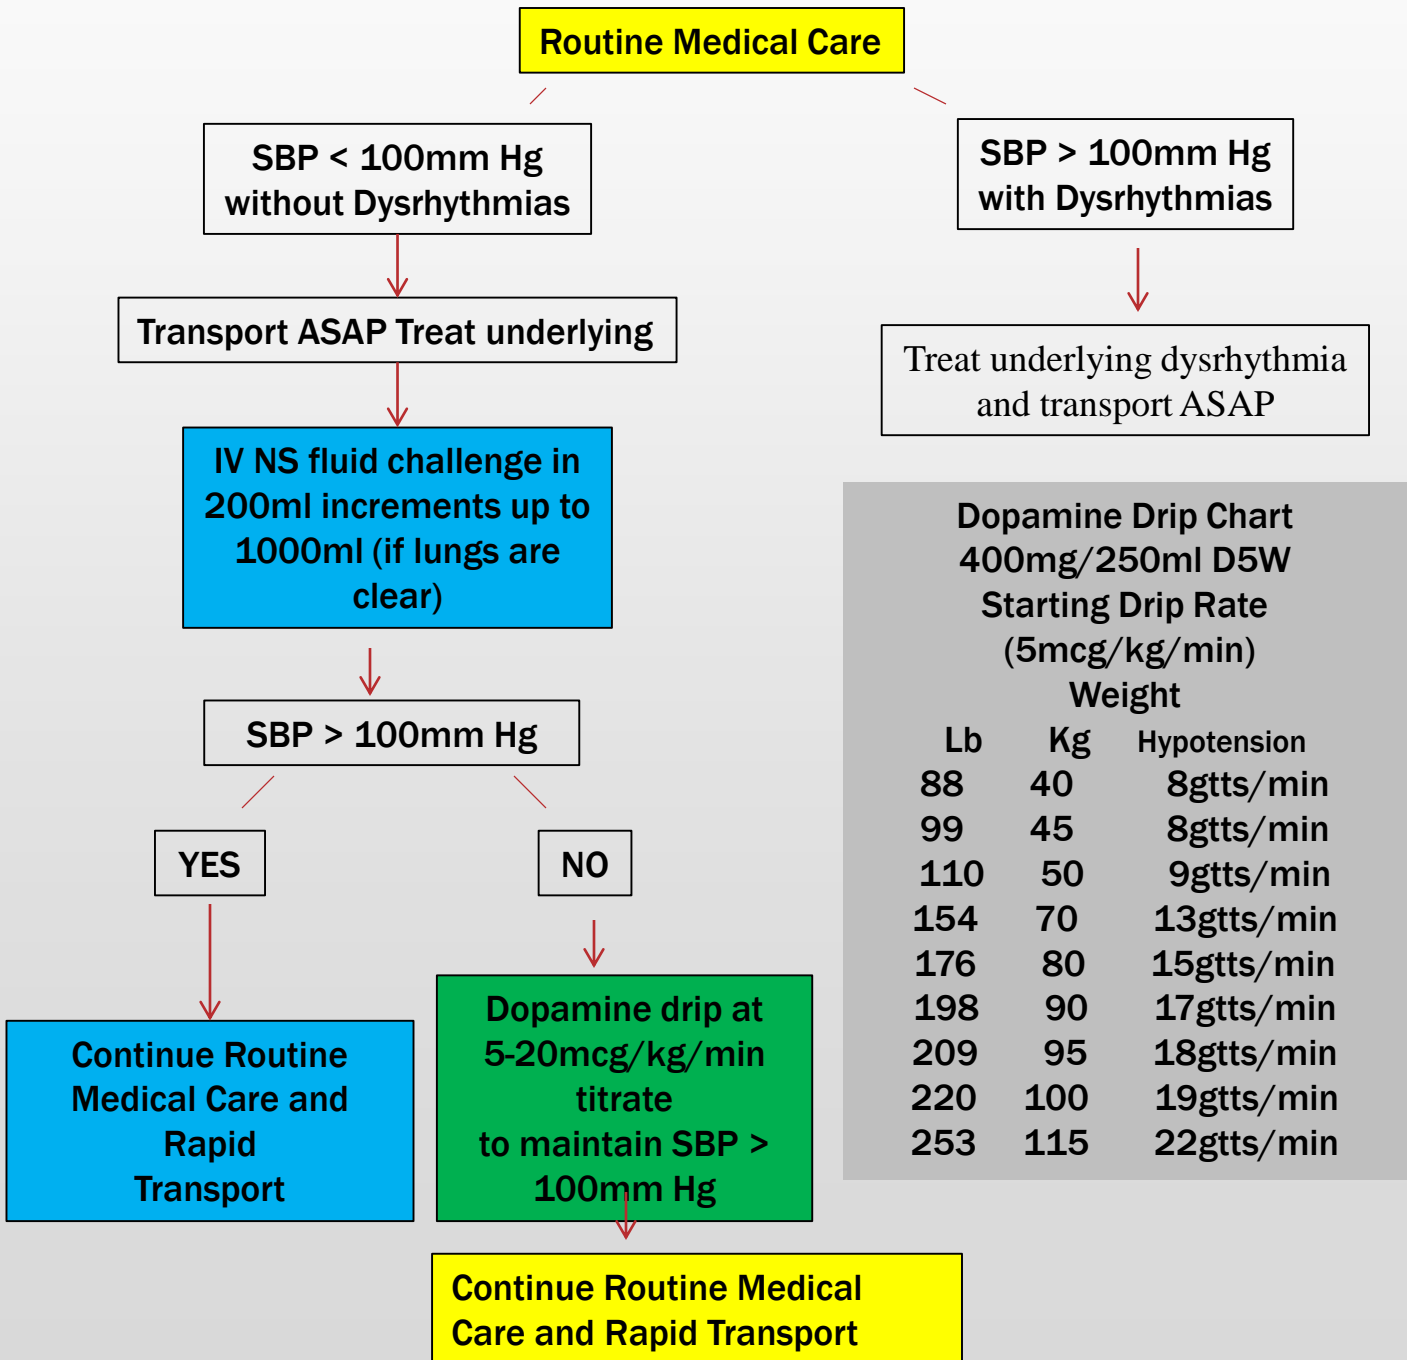 Routine Medical Care
SBP < 100mm Hg
without Dysrhythmias
SBP > 100mm Hg
with Dysrhythmias
Transport ASAP Treat underlying
Treat underlying dysrhythmia
and transport ASAP
IV NS fluid challenge in
200ml increments up to
1000ml (if lungs are
clear)
SBP > 100mm Hg
YES
NO
Continue Routine
Medical Care and
Rapid
Transport
Dopamine drip at
5-20mcg/kg/min
titrate
to maintain SBP >
100mm Hg
Continue Routine Medical
Care and Rapid Transport
Dopamine Drip Chart
400mg/250ml D5W
Starting Drip Rate
(5mcg/kg/min)
Weight
Lb Kg Hypotension
88 40 8gtts/min
99 45 8gtts/min
110 50 9gtts/min
154 70 13gtts/min
176 80 15gtts/min
198 90 17gtts/min
209 95 18gtts/min
220 100 19gtts/min
253 115 22gtts/min